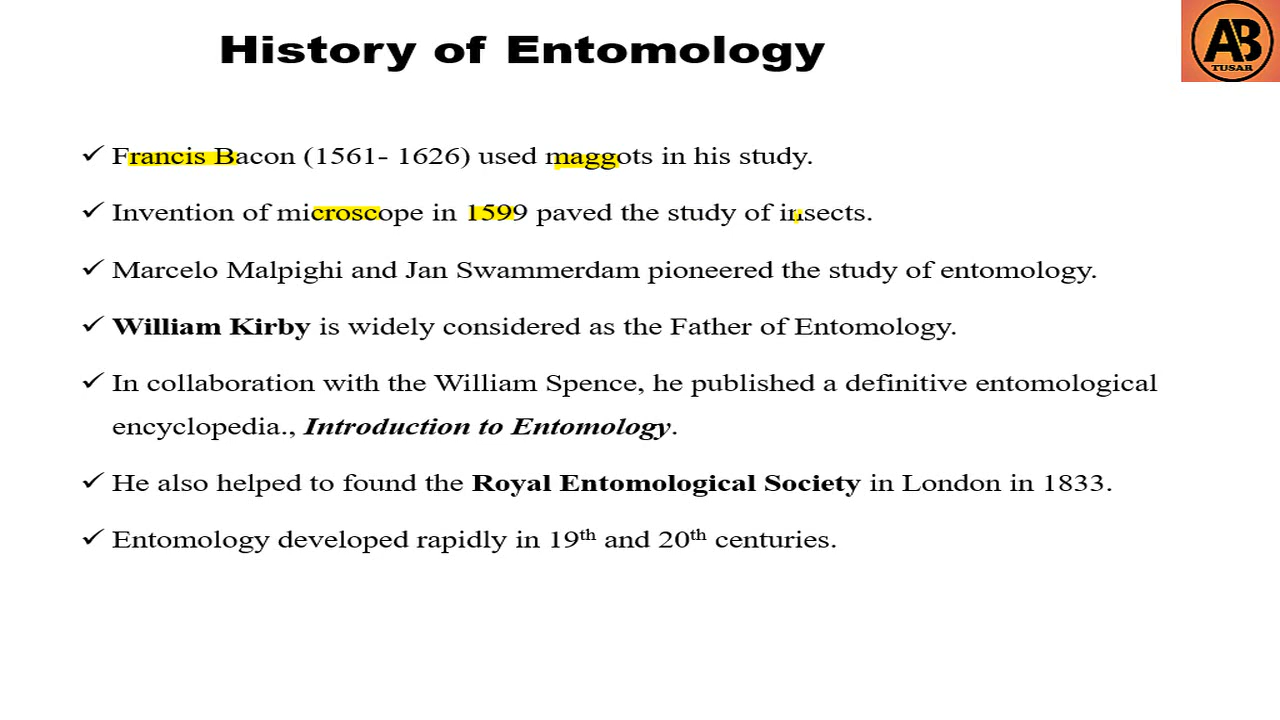 History of Entomology
AB
TUSAR
✓ Francis Bacon (1561- 1626) used maggots in his study.
✓ Invention of microscope in 1599 paved the study of insects.
✓ Marcelo Malpighi and Jan Swammerdam pioneered the study of entomology.
✓ William Kirby is widely considered as the Father of Entomology.
✓ In collaboration with the William Spence, he published a definitive entomological
encyclopedia., Introduction to Entomology.
✓ He also helped to found the Royal Entomological Society in London in 1833.
✓ Entomology developed rapidly in 19th and 20th centuries.